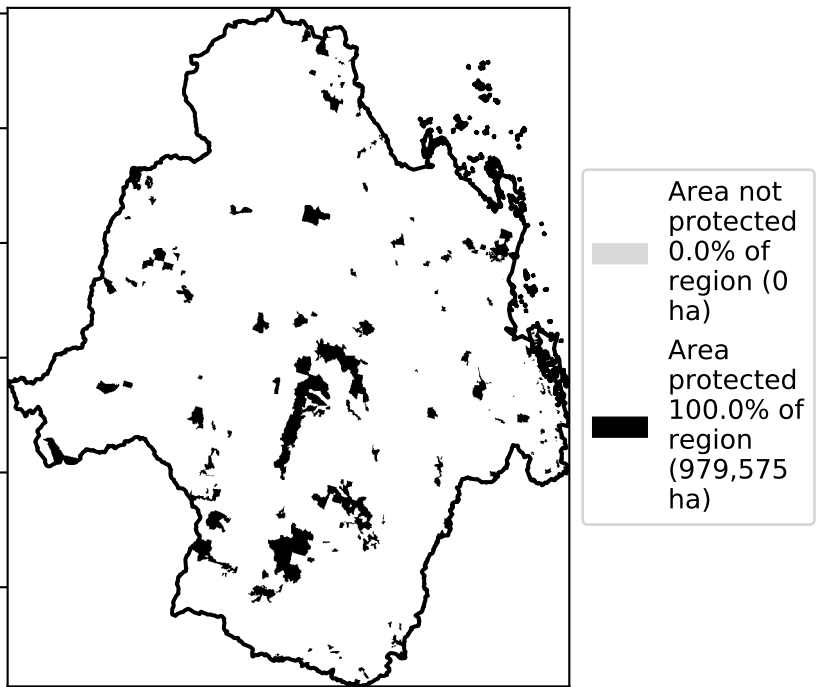 Area not
protected
0.0% of
region (0
ha)
Area
protected
100.0% of
region
(979,575
ha)